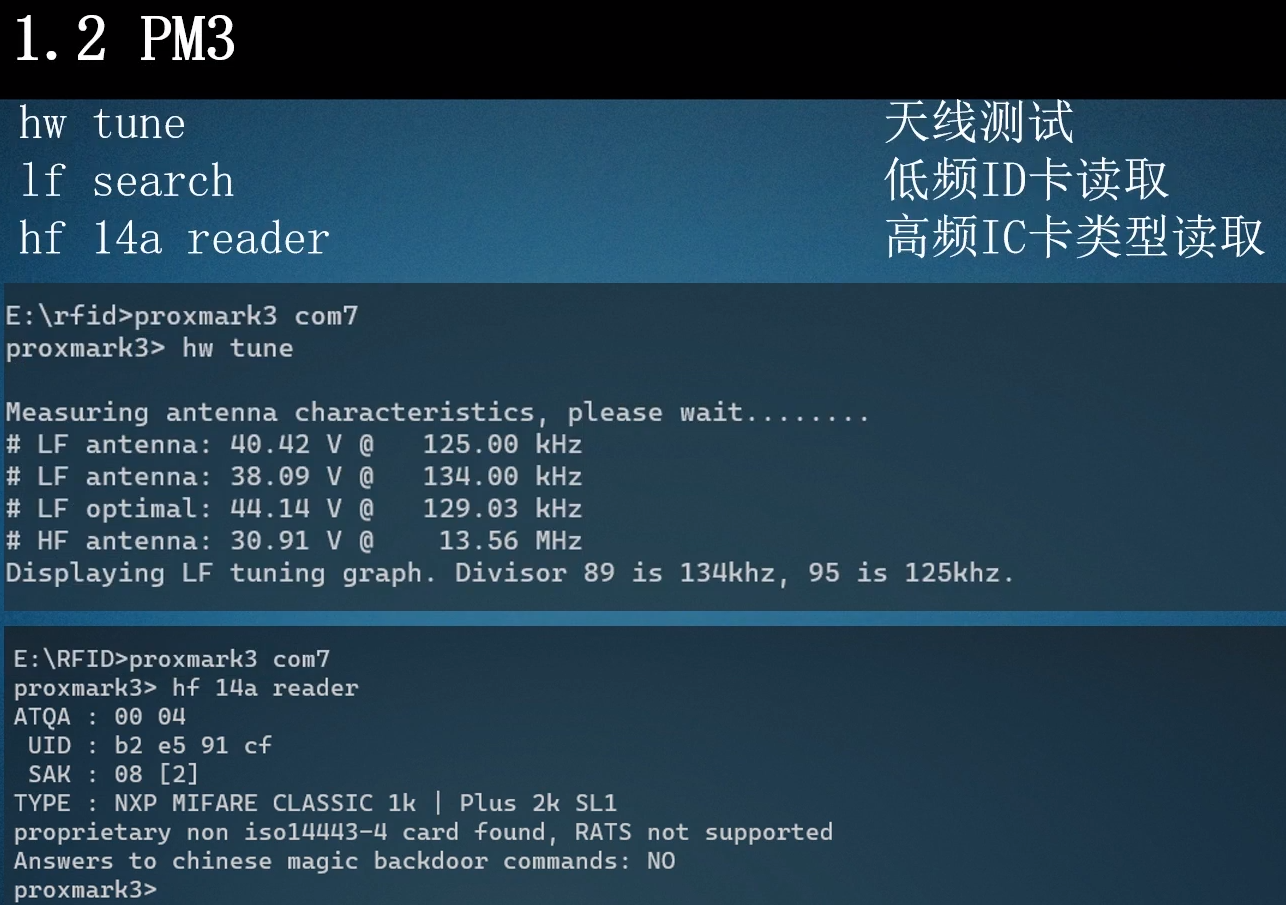 1.2 PM3
hw tune 天线测试
lf search 低频ID卡读取
hf 14a reader 高频IC卡类型读取
E:\rfid>proxmark3 com7
proxmark3> hw tune
Measuring antenna characteristics, please wait........
# LF antenna: 40.42 V @   125.00 kHz
# LF antenna: 38.09 V @   134.00 kHz
# LF optimal: 44.14 V @   129.03 kHz
# HF antenna: 30.91 V @    13.56 MHz
Displaying LF tuning graph. Divisor 89 is 134khz, 95 is 125khz.
E:\RFID>proxmark3 com7
proxmark3> hf 14a reader
ATQA : 00 04
 UID : b2 e5 91 cf
 SAK : 08 [2]
TYPE : NXP MIFARE CLASSIC 1k | Plus 2k SL1
proprietary non iso14443-4 card found, RATS not supported
Answers to chinese magic backdoor commands: NO
proxmark3>